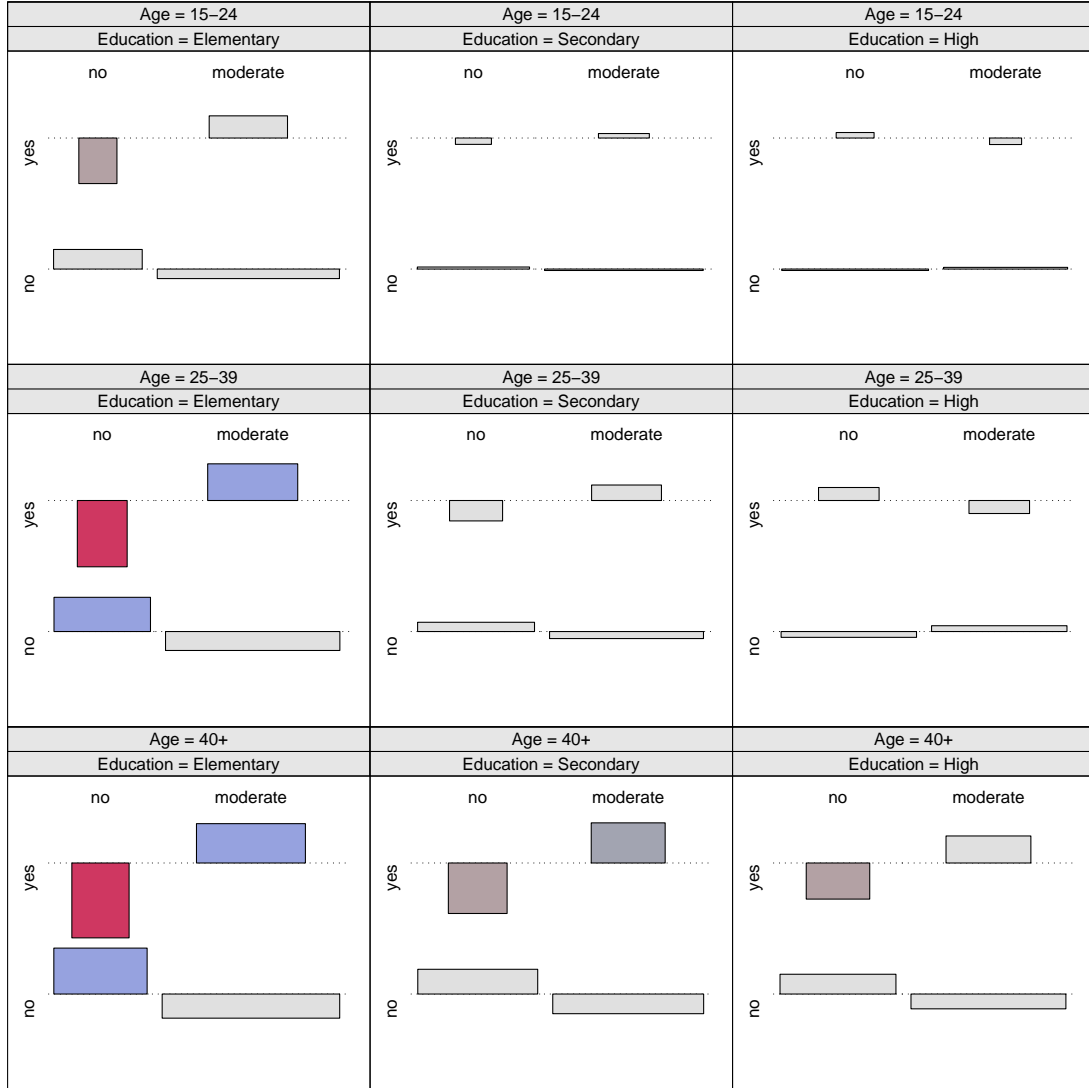 Age = 15−24
Education = Elementary
no moderate
yes
no
Age = 15−24
Education = Secondary
no moderate
yes
no
Age = 15−24
Education = High
no moderate
yes
no
Age = 25−39
Education = Elementary
no moderate
yes
no
Age = 25−39
Education = Secondary
no moderate
yes
no
Age = 25−39
Education = High
no moderate
yes
no
Age = 40+
Education = Elementary
no moderate
yes
no
Age = 40+
Education = Secondary
no moderate
yes
no
Age = 40+
Education = High
no moderate
yes
no